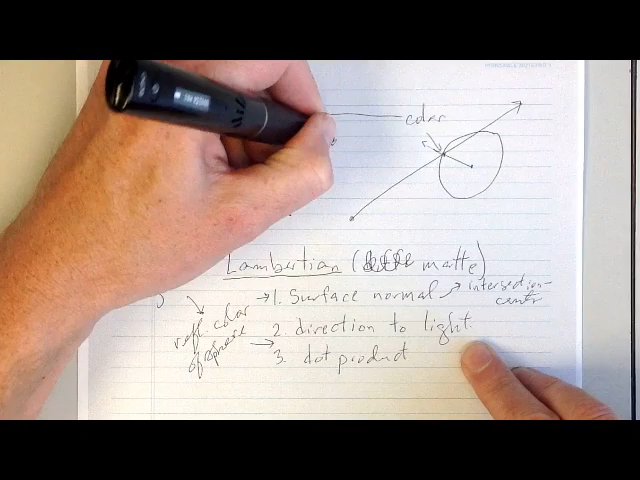 color
Lambertian ( matte)
1. Surface normal
intersection-
center
refl color
of sphere
2. direction to light
3. dot product